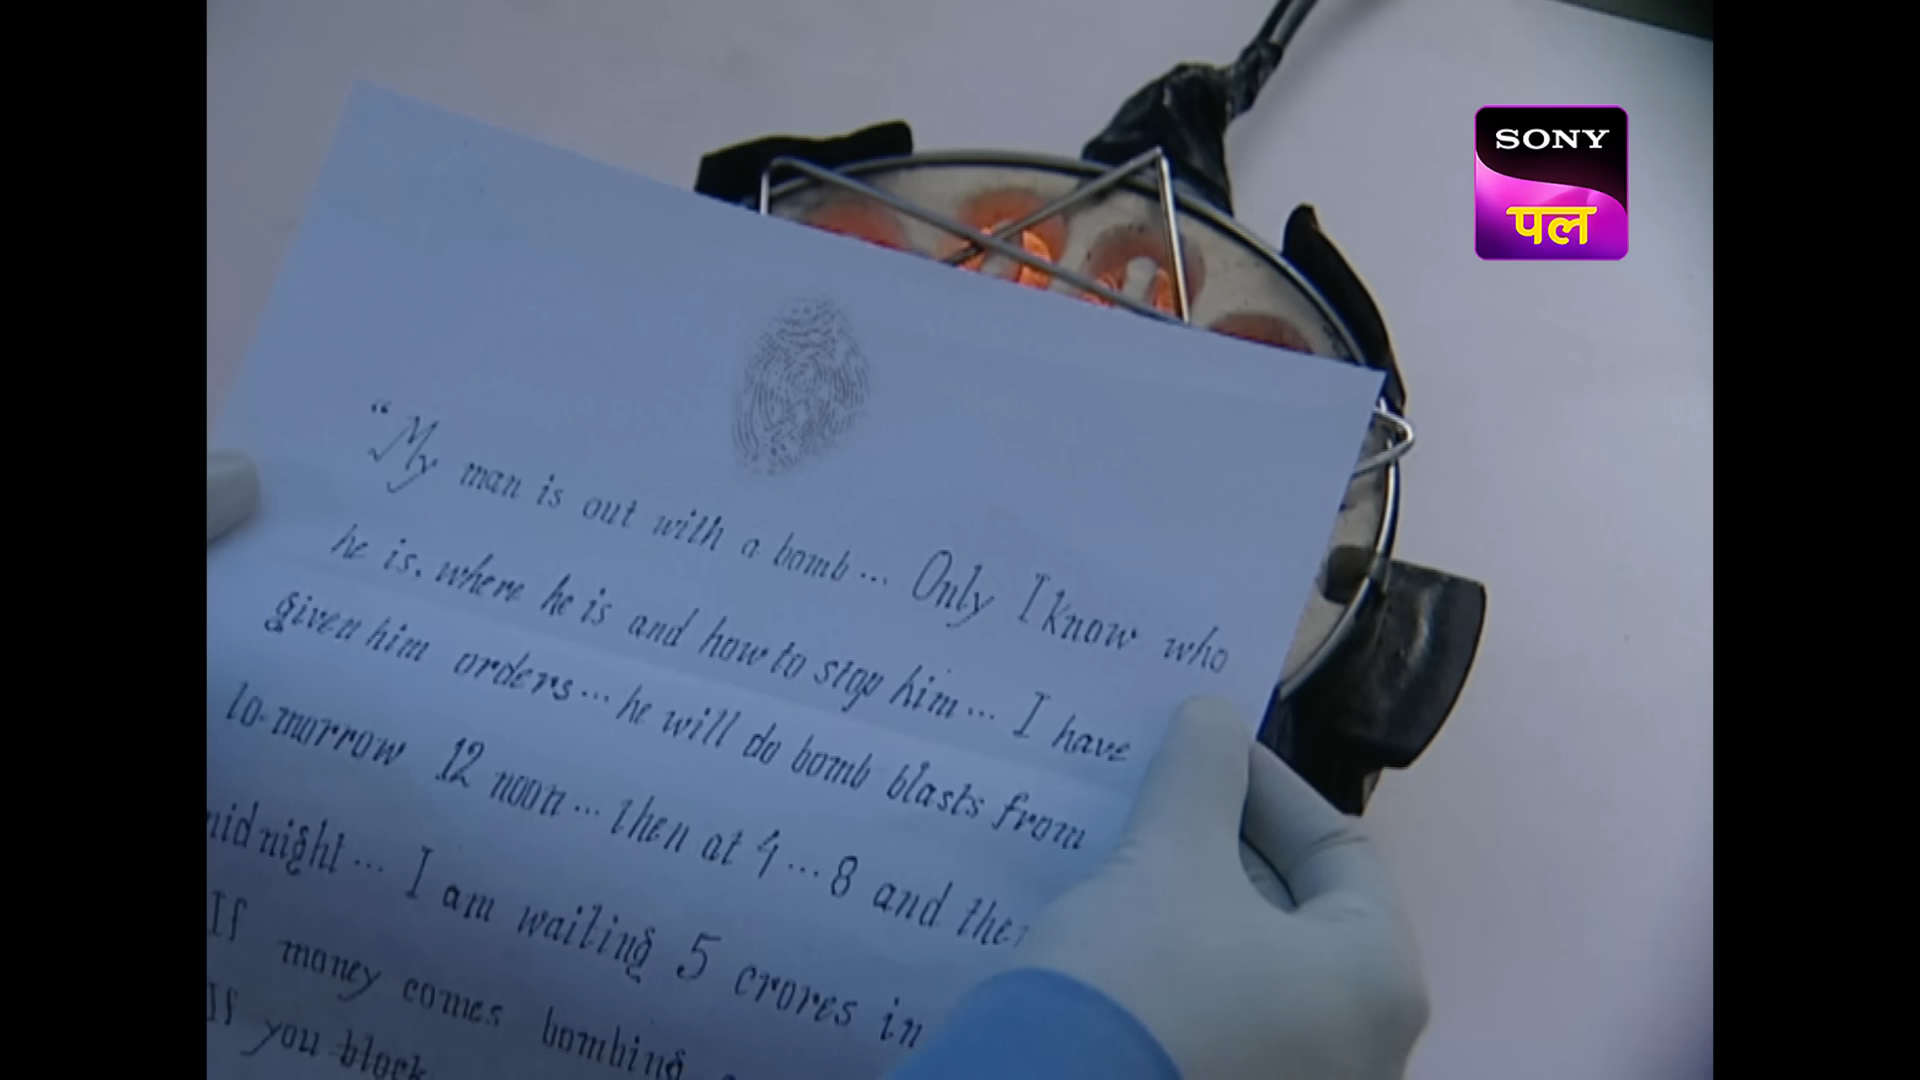 SONY
पल
“My man is out with a bomb... Only I know who
he is, where he is and how to stop him... I have
given him orders... he will do bomb blasts from
to-morrow 12 noon... then at 4...8 and then
midnight... I am waiting 5 crores in
If money comes bombing
If you block